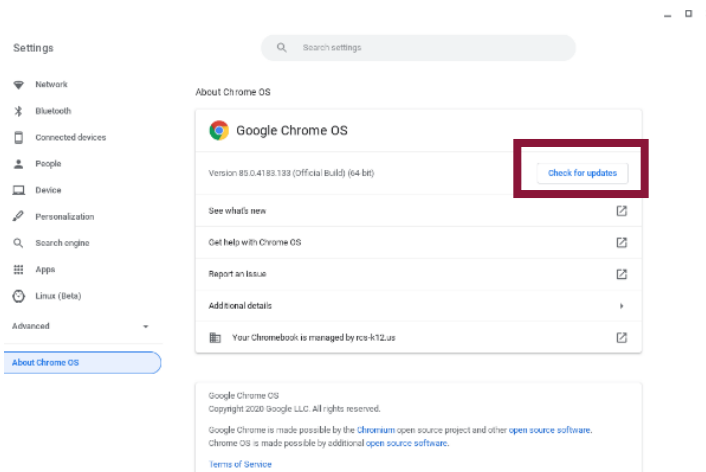 Settings
Search settings
Network
Bluetooth
Connected devices
People
Device
Personalization
Search engine
Apps
Linux (Beta)
Advanced
About Chrome OS
About Chrome OS
Google Chrome OS
Version 85.0.4183.133 (Official Build) (64-bit)
Check for updates
See what's new
Get help with Chrome OS
Report an issue
Additional details
Your Chromebook is managed by rcs-k12.us
Google Chrome OS
Copyright 2020 Google LLC. All rights reserved.
Google Chrome is made possible by the Chromium open source project and other open source software.
Chrome OS is made possible by additional open source software.
Terms of Service